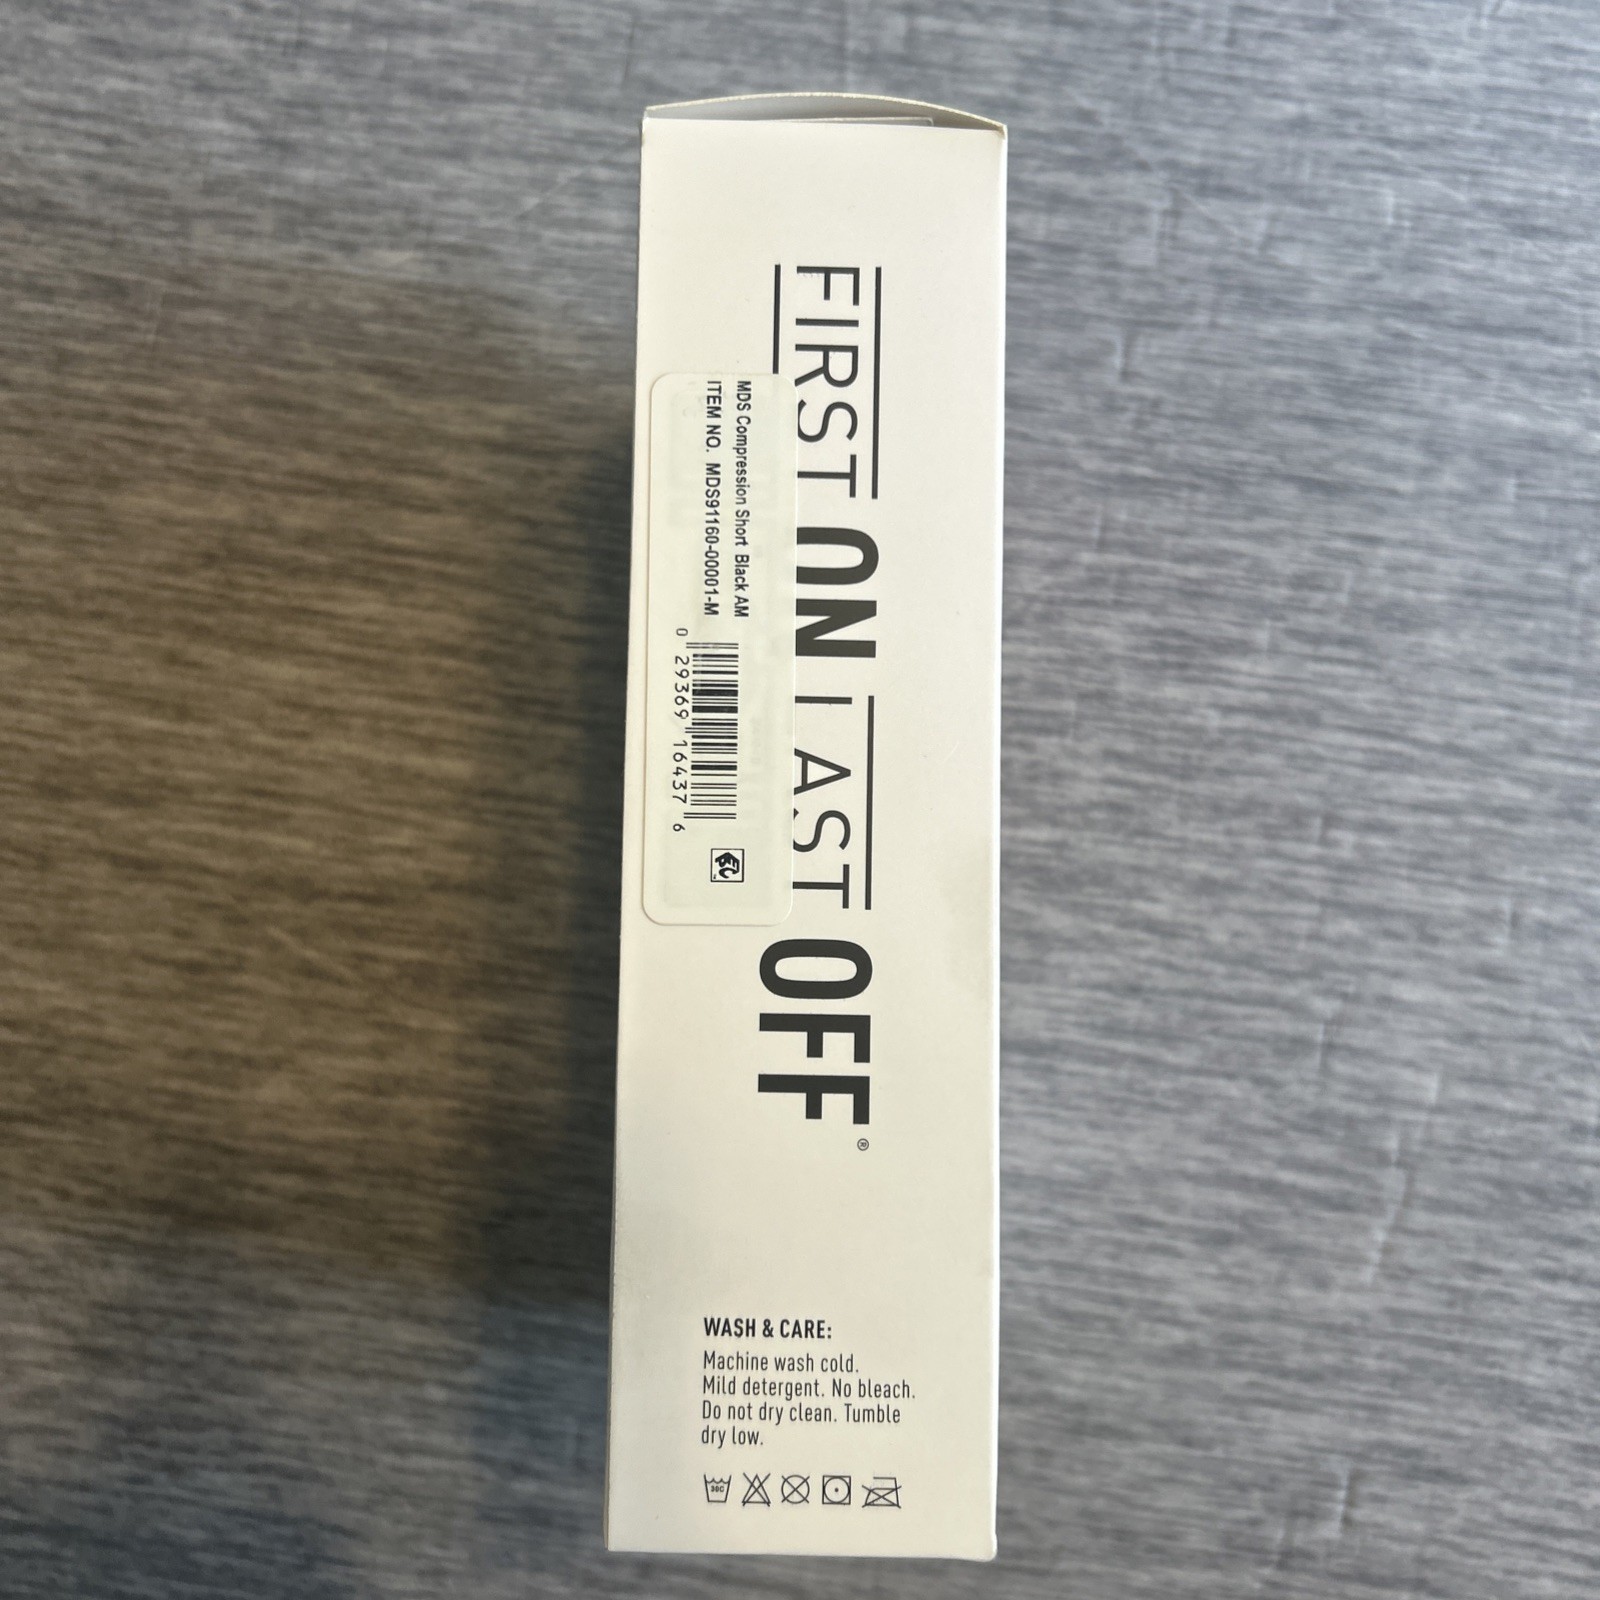 FIRST ON LAST OFF®
MDS Compression Short Black AM
ITEM NO. MDS91160-00001-M
0 29369 16437 6
WASH & CARE:
Machine wash cold.
Mild detergent. No bleach.
Do not dry clean. Tumble
dry low.
30C